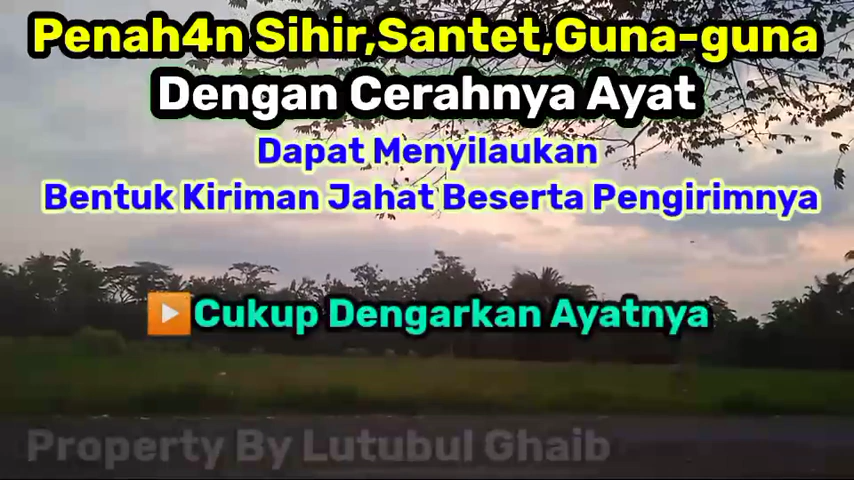 Penah4n Sihir,Santet,Guna-guna
Dengan Cerahnya Ayat
Dapat Menyilaukan
Bentuk Kiriman Jahat Beserta Pengirimnya
Cukup Dengarkan Ayatnya
Property By Lutubul Ghaib